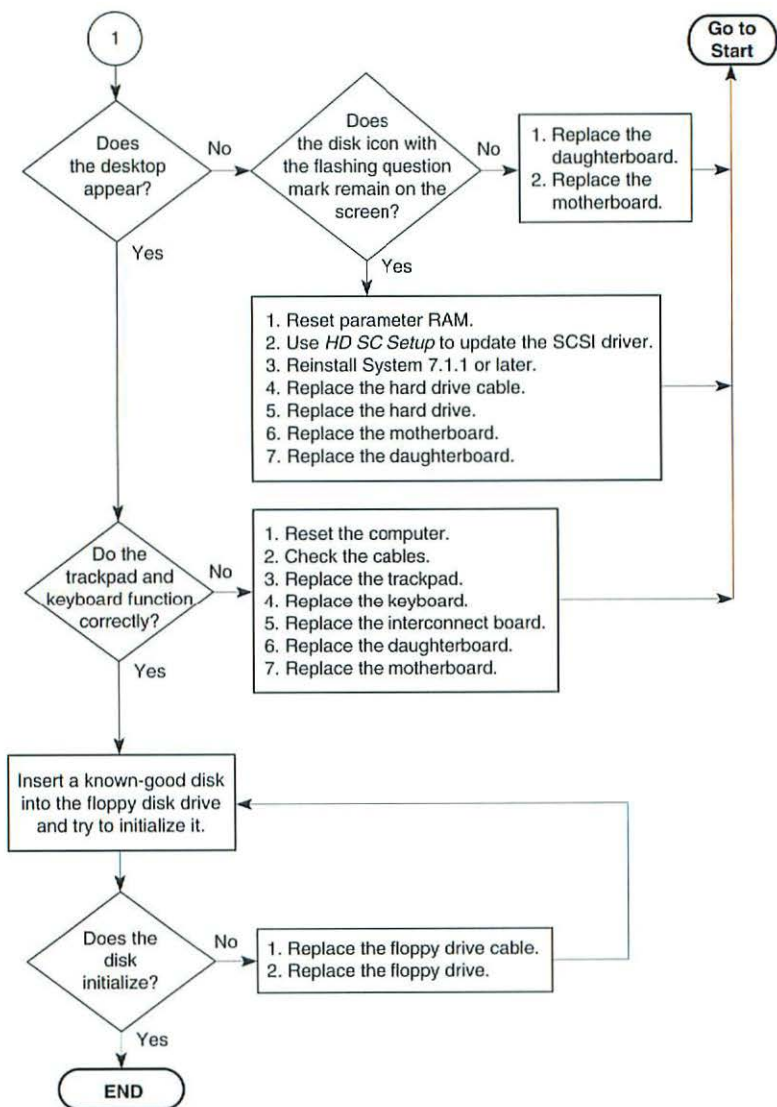 1
Go to
Start
Does
the desktop
appear?
No
Does
the disk icon with
the flashing question
mark remain on the
screen?
No
1. Replace the
daughterboard.
2. Replace the
motherboard.
Yes
Yes
1. Reset parameter RAM.
2. Use HD SC Setup to update the SCSI driver.
3. Reinstall System 7.1.1 or later.
4. Replace the hard drive cable.
5. Replace the hard drive.
6. Replace the motherboard.
7. Replace the daughterboard.
Do the
trackpad and
keyboard function
correctly?
No
1. Reset the computer.
2. Check the cables.
3. Replace the trackpad.
4. Replace the keyboard.
5. Replace the interconnect board.
6. Replace the daughterboard.
7. Replace the motherboard.
Yes
Insert a known-good disk
into the floppy disk drive
and try to initialize it.
Does the
disk
initialize?
No
1. Replace the floppy drive cable.
2. Replace the floppy drive.
Yes
END